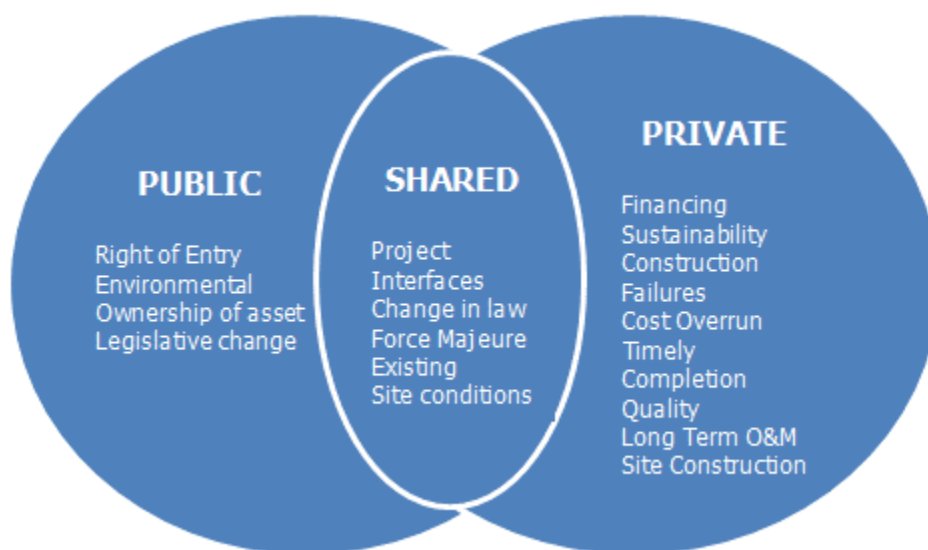 PUBLIC
Right of Entry
Environmental
Ownership of asset
Legislative change
SHARED
Project
Interfaces
Change in law
Force Majeure
Existing
Site conditions
PRIVATE
Financing
Sustainability
Construction
Failures
Cost Overrun
Timely
Completion
Quality
Long Term O&M
Site Construction